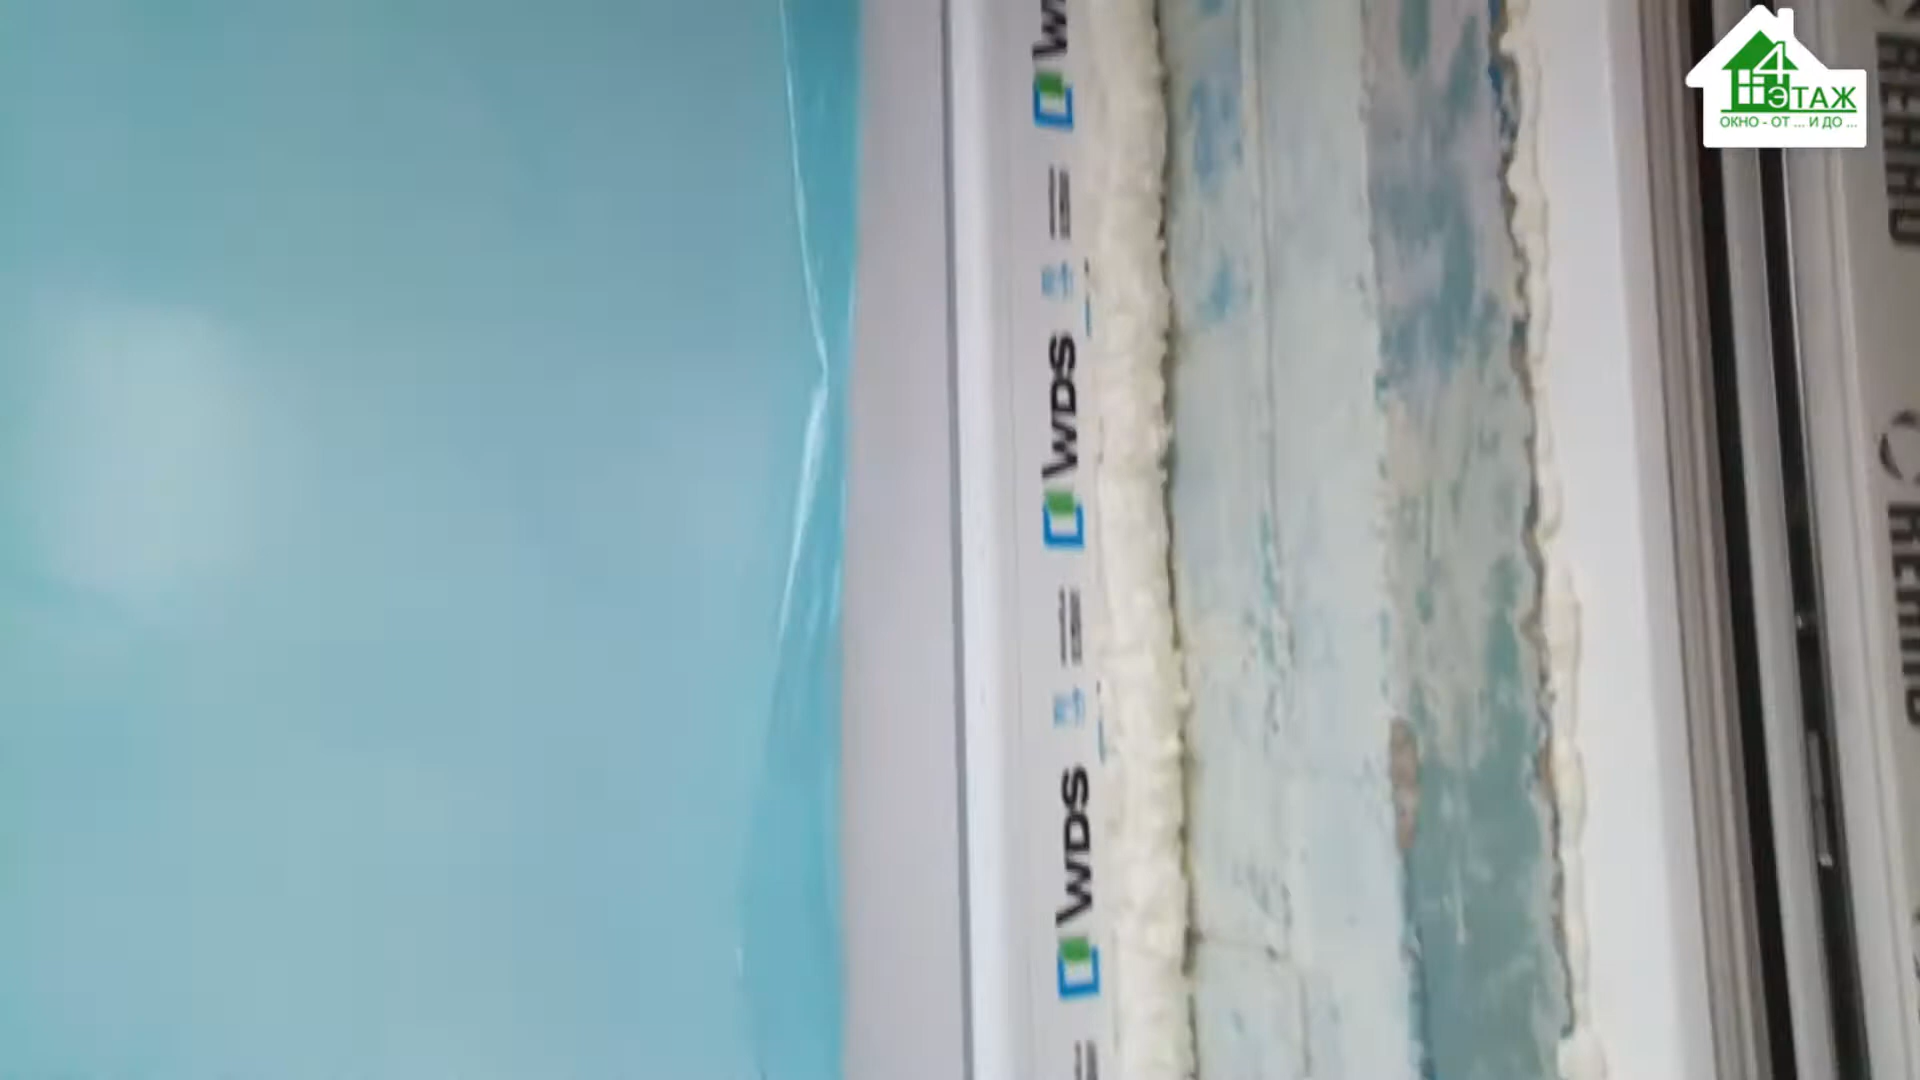 WDS
WDS
REHAU
REHAU
4
ЭТАЖ
ОКНО - ОТ ... И ДО ...